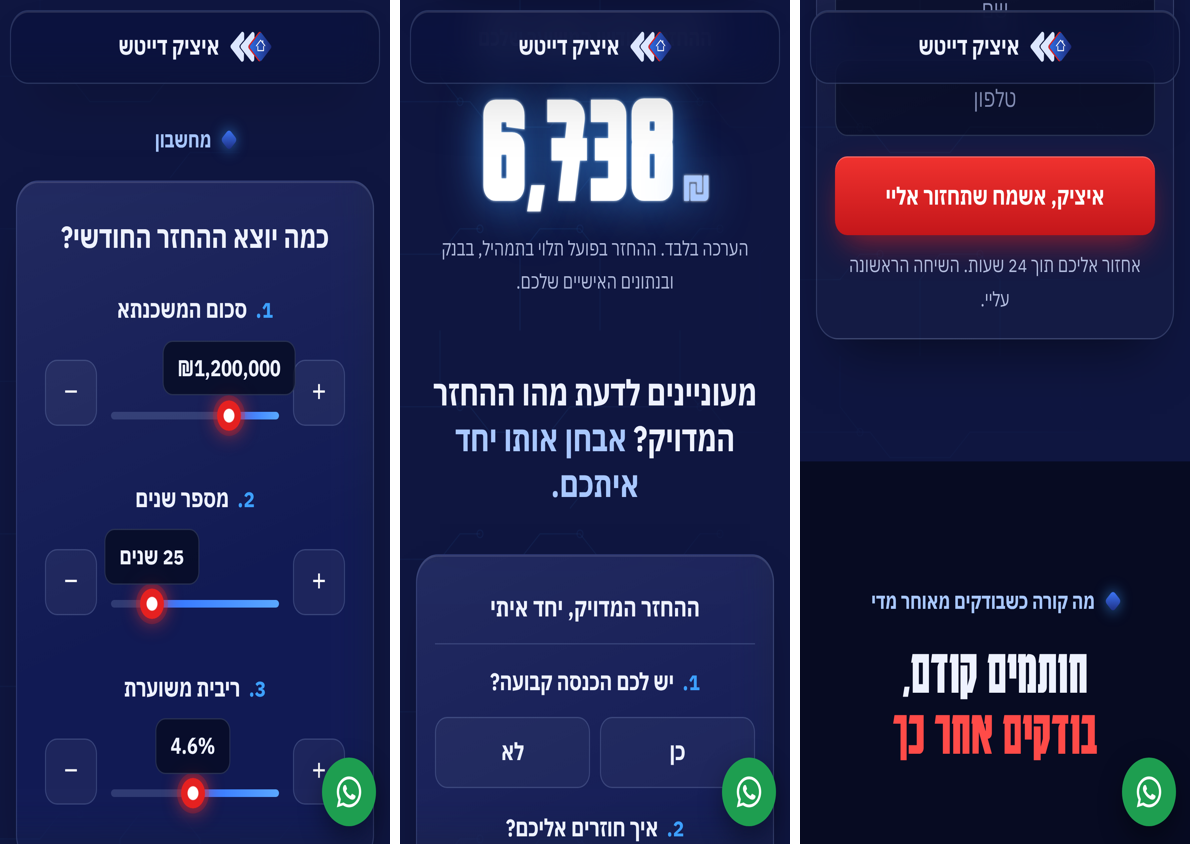 איציק דייטש
מחשבון
כמה יוצא ההחזר החודשי?
1. סכום המשכנתא
₪1,200,000
+ −
2. מספר שנים
25 שנים
+ −
3. ריבית משוערת
4.6%
+ −
איציק דייטש
6,738 ₪
הערכה בלבד. ההחזר בפועל תלוי בתמהיל, בבנק
ובנתונים האישיים שלכם.
מעוניינים לדעת מהו ההחזר
המדויק? אבחן אותו יחד
איתכם.
ההחזר המדויק, יחד איתי
1. יש לכם הכנסה קבועה?
כן לא
2. איך חוזרים אליכם?
איציק דייטש
טלפון
איציק, אשמח שתחזור אליי
אחזור אליכם תוך 24 שעות. השיחה הראשונה
עליי.
מה קורה כשבודקים מאוחר מדי
חותמים קודם,
בודקים אחר כך